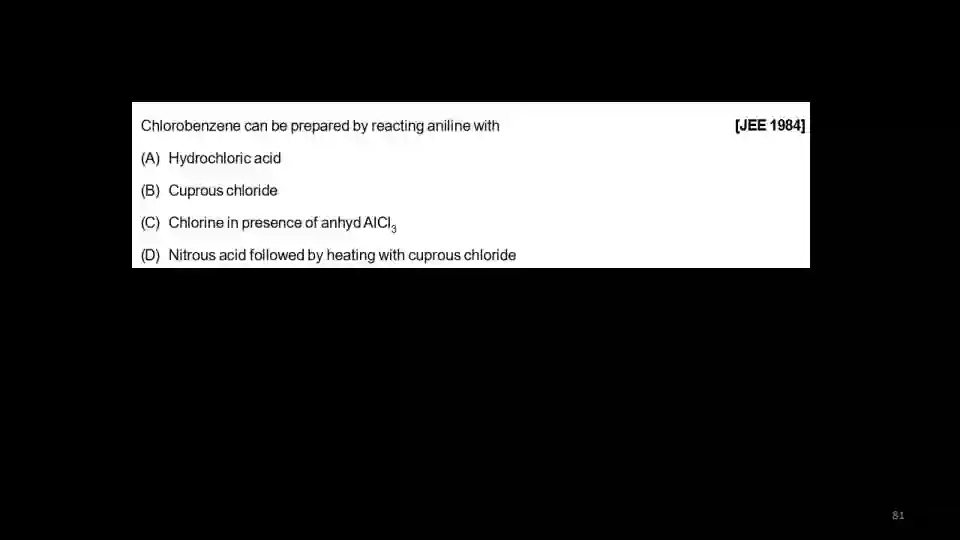 Chlorobenzene can be prepared by reacting aniline with [JEE 1984]
(A) Hydrochloric acid
(B) Cuprous chloride
(C) Chlorine in presence of anhyd AlCl3
(D) Nitrous acid followed by heating with cuprous chloride
81